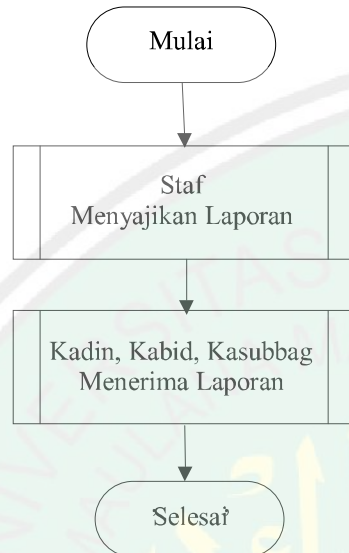 Mulai
Staf
Menyajikan Laporan
Kadin, Kabid, Kasubbag
Menerima Laporan
Selesai